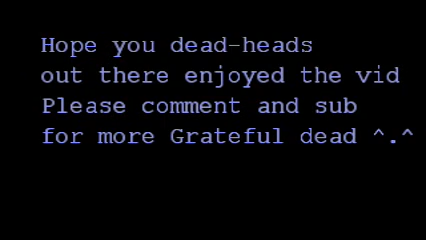 Hope you dead-heads
out there enjoyed the vid
Please comment and sub
for more Grateful dead ^.^